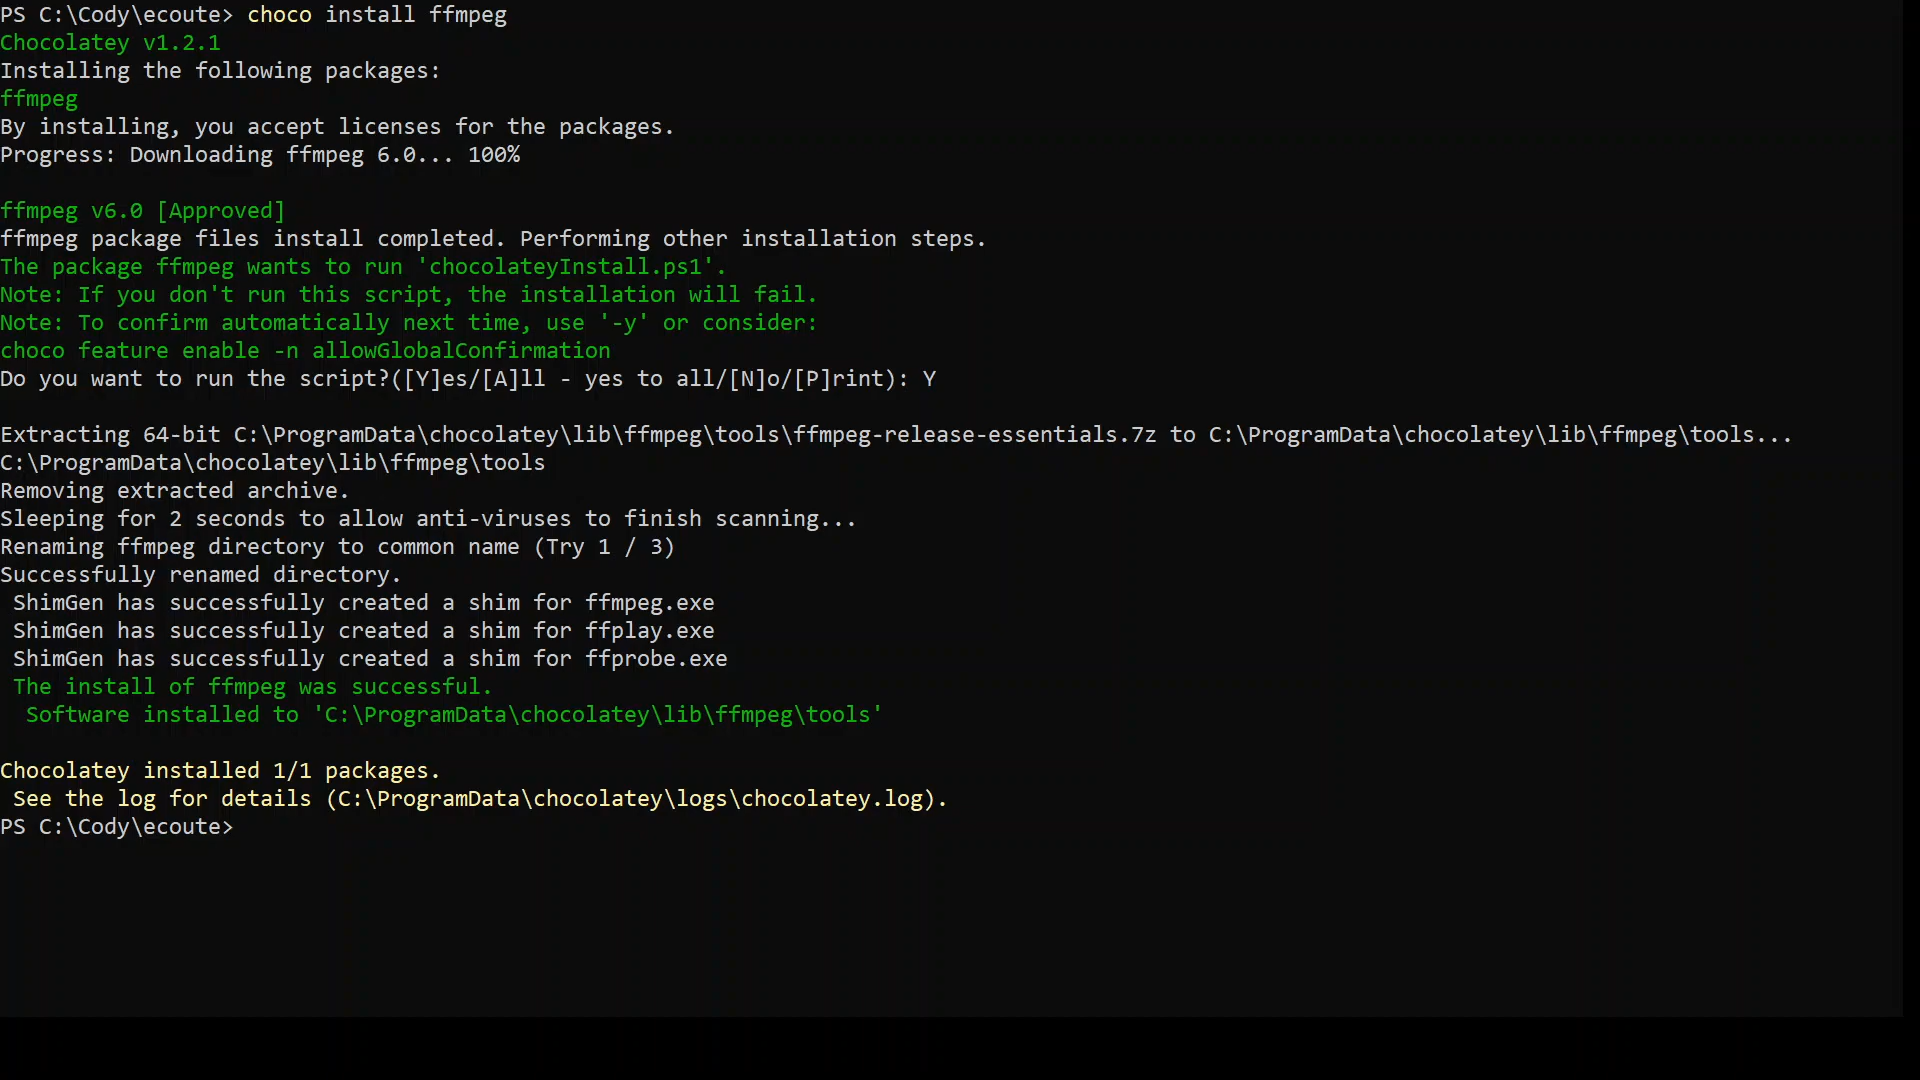 PS C:\Cody\ecoute> choco install ffmpeg
Chocolatey v1.2.1
Installing the following packages:
ffmpeg
By installing, you accept licenses for the packages.
Progress: Downloading ffmpeg 6.0... 100%
ffmpeg v6.0 [Approved]
ffmpeg package files install completed. Performing other installation steps.
The package ffmpeg wants to run 'chocolateyInstall.ps1'.
Note: If you don't run this script, the installation will fail.
Note: To confirm automatically next time, use '-y' or consider:
choco feature enable -n allowGlobalConfirmation
Do you want to run the script?([Y]es/[A]ll - yes to all/[N]o/[P]rint): Y
Extracting 64-bit C:\ProgramData\chocolatey\lib\ffmpeg\tools\ffmpeg-release-essentials.7z to C:\ProgramData\chocolatey\lib\ffmpeg\tools...
C:\ProgramData\chocolatey\lib\ffmpeg\tools
Removing extracted archive.
Sleeping for 2 seconds to allow anti-viruses to finish scanning...
Renaming ffmpeg directory to common name (Try 1 / 3)
Successfully renamed directory.
ShimGen has successfully created a shim for ffmpeg.exe
ShimGen has successfully created a shim for ffplay.exe
ShimGen has successfully created a shim for ffprobe.exe
The install of ffmpeg was successful.
Software installed to 'C:\ProgramData\chocolatey\lib\ffmpeg\tools'
Chocolatey installed 1/1 packages.
See the log for details (C:\ProgramData\chocolatey\logs\chocolatey.log).
PS C:\Cody\ecoute>